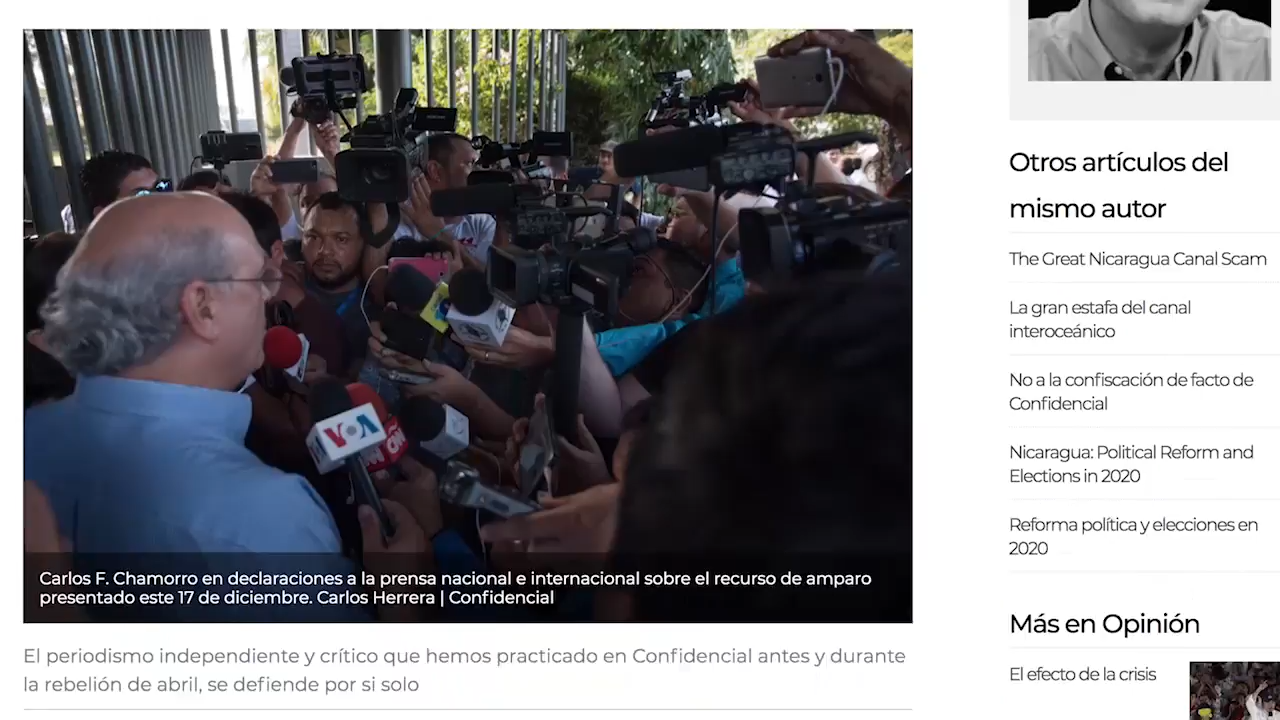 VOA
CNN
Carlos F. Chamorro en declaraciones a la prensa nacional e internacional sobre el recurso de amparo
presentado este 17 de diciembre. Carlos Herrera | Confidencial
El periodismo independiente y crítico que hemos practicado en Confidencial antes y durante
la rebelión de abril, se defiende por si solo
Otros artículos del
mismo autor
The Great Nicaragua Canal Scam
La gran estafa del canal
interoceánico
No a la confiscación de facto de
Confidencial
Nicaragua: Political Reform and
Elections in 2020
Reforma política y elecciones en
2020
Más en Opinión
El efecto de la crisis